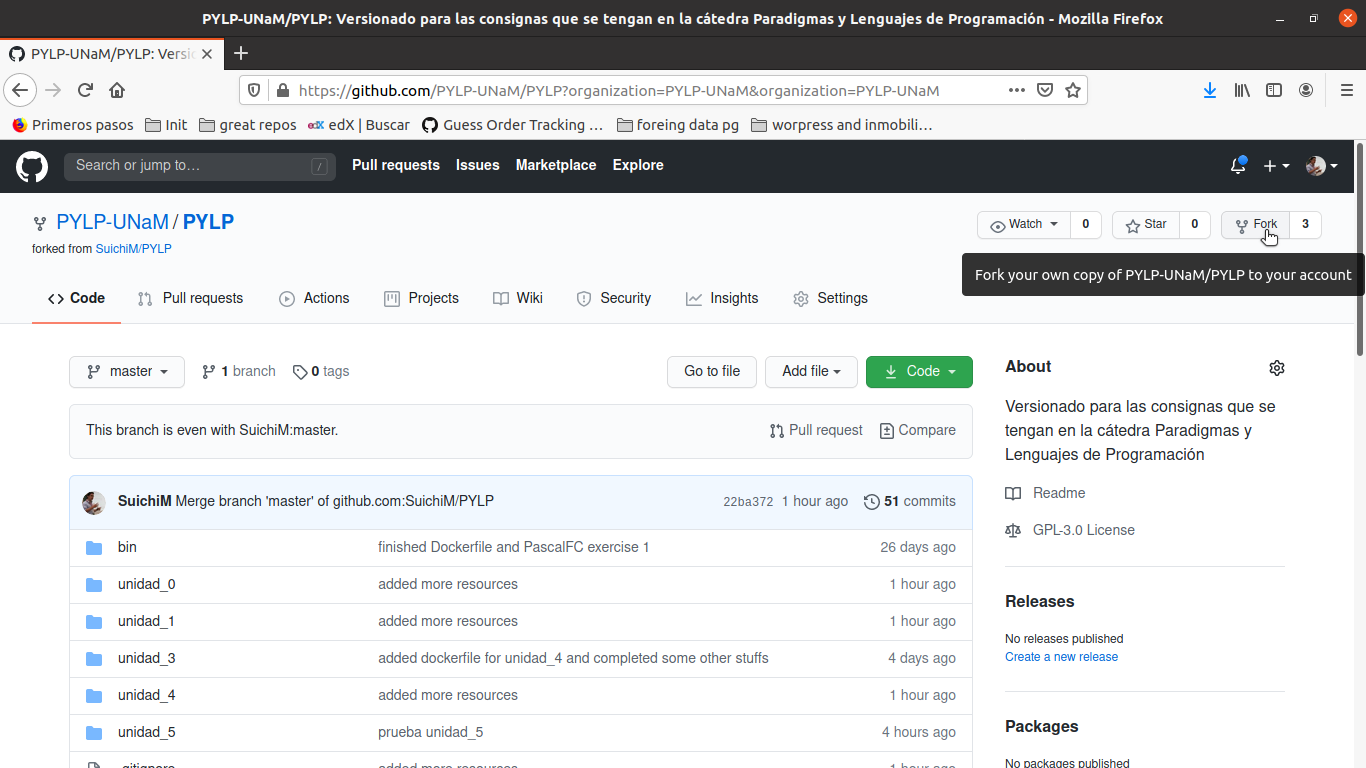 PYLP-UNaM/PYLP: Versionado para las consignas que se tengan en la cátedra Paradigmas y Lenguajes de Programación - Mozilla Firefox
PYLP-UNaM/PYLP: Versi
https://github.com/PYLP-UNaM/PYLP?organization=PYLP-UNaM&organization=PYLP-UNaM
Primeros pasos Init great repos edX | Buscar Guess Order Tracking … foreing data pg worpress and inmobili…
Search or jump to… / Pull requests Issues Marketplace Explore
PYLP-UNaM / PYLP Watch 0 Star 0 Fork 3
forked from SuichiM/PYLP
Fork your own copy of PYLP-UNaM/PYLP to your account
Code Pull requests Actions Projects Wiki Security Insights Settings
master 1 branch 0 tags Go to file Add file Code
This branch is even with SuichiM:master. Pull request Compare
SuichiM Merge branch 'master' of github.com:SuichiM/PYLP 22ba372 1 hour ago 51 commits
bin finished Dockerfile and PascalFC exercise 1 26 days ago
unidad_0 added more resources 1 hour ago
unidad_1 added more resources 1 hour ago
unidad_3 added dockerfile for unidad_4 and completed some other stuffs 4 days ago
unidad_4 added more resources 1 hour ago
unidad_5 prueba unidad_5 4 hours ago
.gitignore added more resources 1 hour ago
About
Versionado para las consignas que se
tengan en la cátedra Paradigmas y
Lenguajes de Programación
Readme
GPL-3.0 License
Releases
No releases published
Create a new release
Packages
No packages published